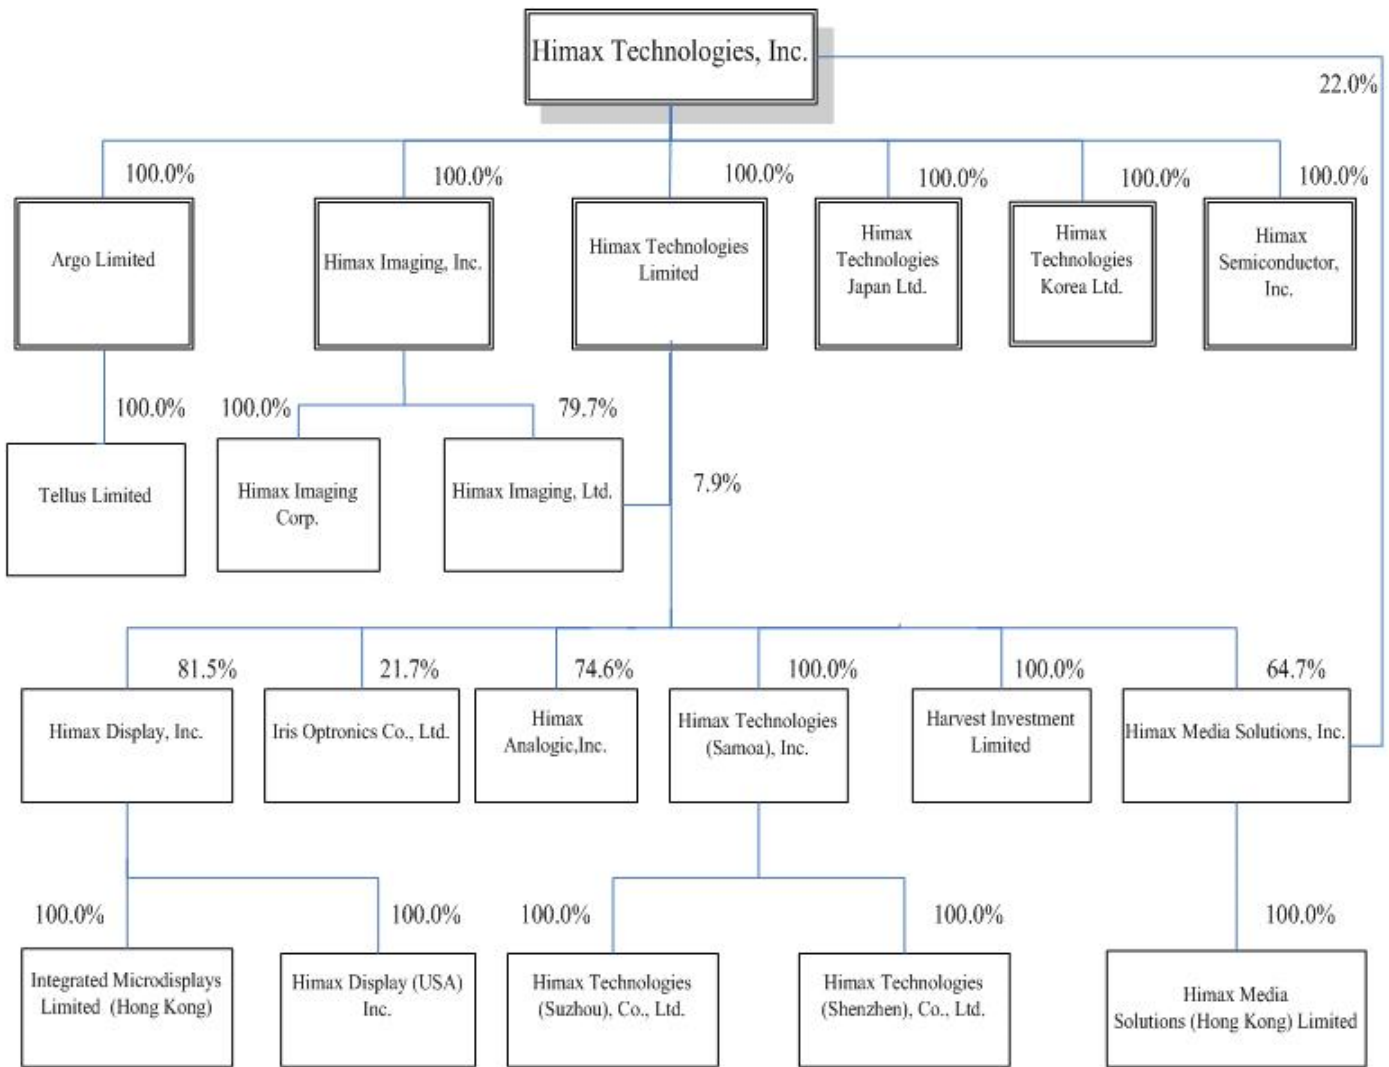 Himax Technologies, Inc.
22.0%
100.0%
100.0%
100.0%
100.0%
100.0%
100.0%
Argo Limited
Himax Imaging, Inc.
Himax Technologies
Limited
Himax
Technologies
Japan Ltd.
Himax
Technologies
Korea Ltd.
Himax
Semiconductor,
Inc.
100.0%
100.0%
79.7%
7.9%
Tellus Limited
Himax Imaging
Corp.
Himax Imaging, Ltd.
81.5%
21.7%
74.6%
100.0%
100.0%
64.7%
Himax Display, Inc.
Iris Optronics Co., Ltd.
Himax
Analogic,Inc.
Himax Technologies
(Samoa), Inc.
Harvest Investment
Limited
Himax Media Solutions, Inc.
100.0%
100.0%
100.0%
100.0%
100.0%
Integrated Microdisplays
Limited (Hong Kong)
Himax Display (USA)
Inc.
Himax Technologies
(Suzhou), Co., Ltd.
Himax Technologies
(Shenzhen), Co., Ltd.
Himax Media
Solutions (Hong Kong) Limited